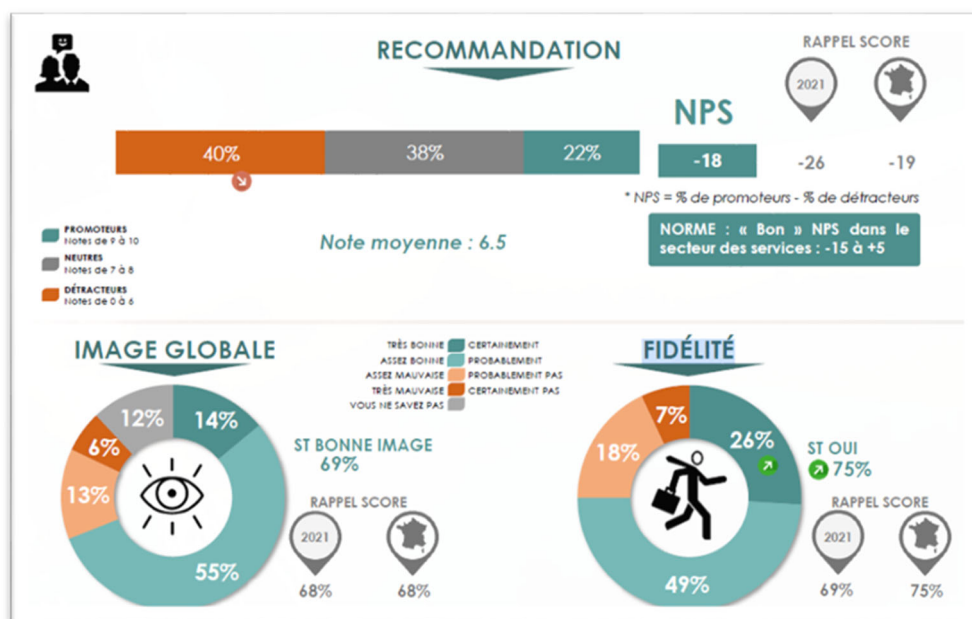 RECOMMANDATION
RAPPEL SCORE
2021
NPS
40%
38%
22%
-18
-26
-19
* NPS = % de promoteurs - % de détracteurs
PROMOTEURS
Notes de 9 à 10
NEUTRES
Notes de 7 à 8
DÉTRACTEURS
Notes de 0 à 6
Note moyenne : 6.5
NORME : « Bon » NPS dans le
secteur des services : -15 à +5
IMAGE GLOBALE
TRÈS BONNE CERTAINEMENT
ASSEZ BONNE PROBABLEMENT
ASSEZ MAUVAISE PROBABLEMENT PAS
TRÈS MAUVAISE CERTAINEMENT PAS
VOUS NE SAVEZ PAS
FIDÉLITÉ
12%
14%
6%
13%
55%
ST BONNE IMAGE
69%
RAPPEL SCORE
2021
68%
68%
7%
26%
18%
49%
ST OUI
75%
RAPPEL SCORE
2021
69%
75%